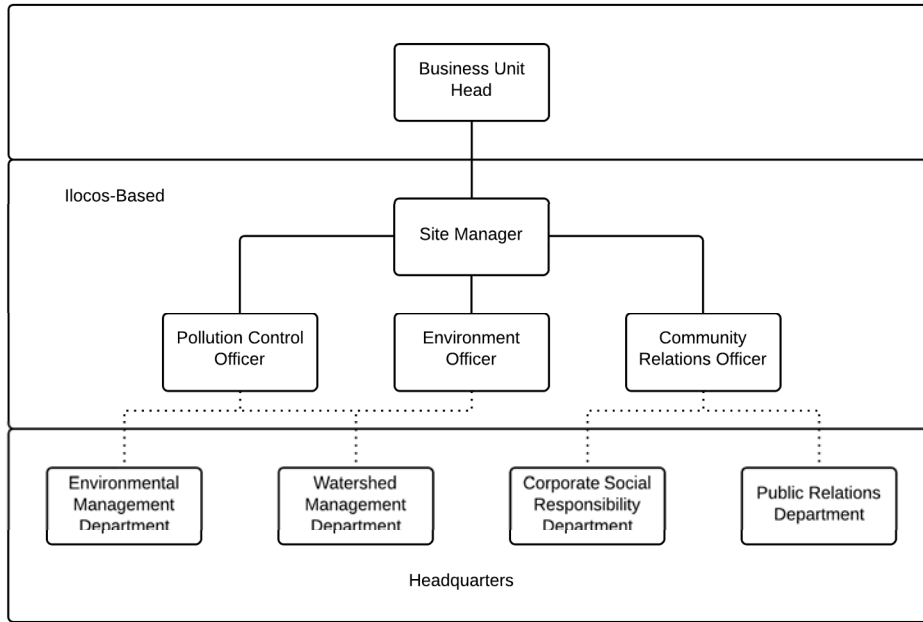 Business Unit
Head
Ilocos-Based
Site Manager
Pollution Control
Officer
Environment
Officer
Community
Relations Officer
Environmental
Management
Department
Watershed
Management
Department
Corporate Social
Responsibility
Department
Public Relations
Department
Headquarters